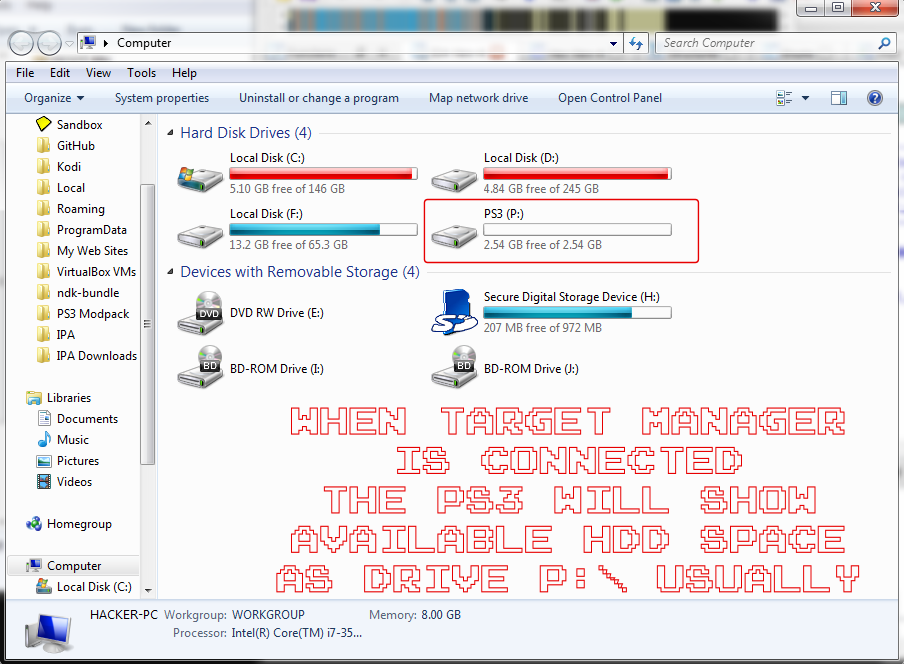 Help
Computer
Search Computer
File Edit View Tools Help
Organize System properties Uninstall or change a program Map network drive Open Control Panel
Sandbox
GitHub
Kodi
Local
Roaming
ProgramData
My Web Sites
VirtualBox VMs
ndk-bundle
PS3 Modpack
IPA
IPA Downloads
Libraries
Documents
Music
Pictures
Videos
Homegroup
Computer
Local Disk (C:)
Hard Disk Drives (4)
Local Disk (C:)
5.10 GB free of 146 GB
Local Disk (D:)
4.84 GB free of 245 GB
Local Disk (F:)
13.2 GB free of 65.3 GB
PS3 (P:)
2.54 GB free of 2.54 GB
Devices with Removable Storage (4)
DVD
DVD RW Drive (E:)
Secure Digital Storage Device (H:)
207 MB free of 972 MB
BD
BD-ROM Drive (I:)
BD
BD-ROM Drive (J:)
WHEN TARGET MANAGER
IS CONNECTED
THE PS3 WILL SHOW
AVAILABLE HDD SPACE
AS DRIVE P:\ USUALLY
HACKER-PC Workgroup: WORKGROUP Memory: 8.00 GB
Processor: Intel(R) Core(TM) i7-35...